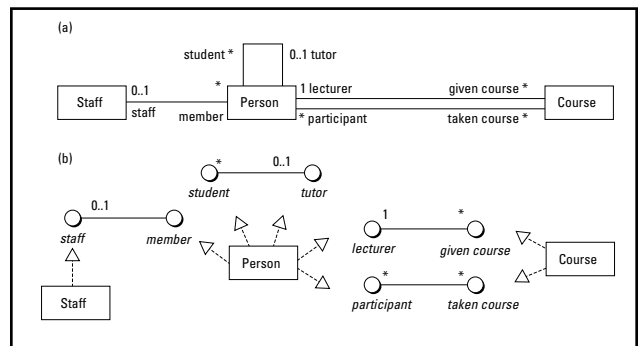 (a)
student * 0..1 tutor
0..1 * 1 lecturer given course *
Staff Person Course
staff member * participant taken course *
(b)
* 0..1
student tutor
0..1 1 *
staff member lecturer given course
Person Course
* *
Staff participant taken course